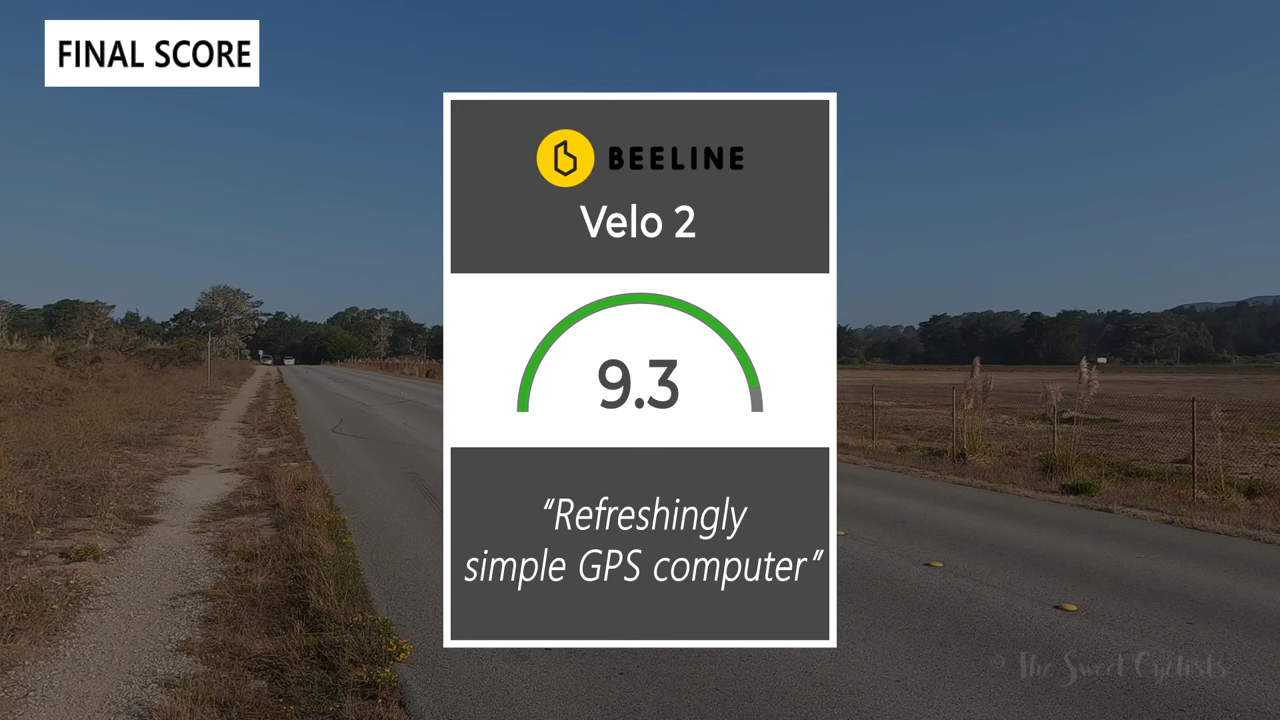 FINAL SCORE
BEELINE
Velo 2
9.3
“Refreshingly
simple GPS computer”
The Sweet Cyclists